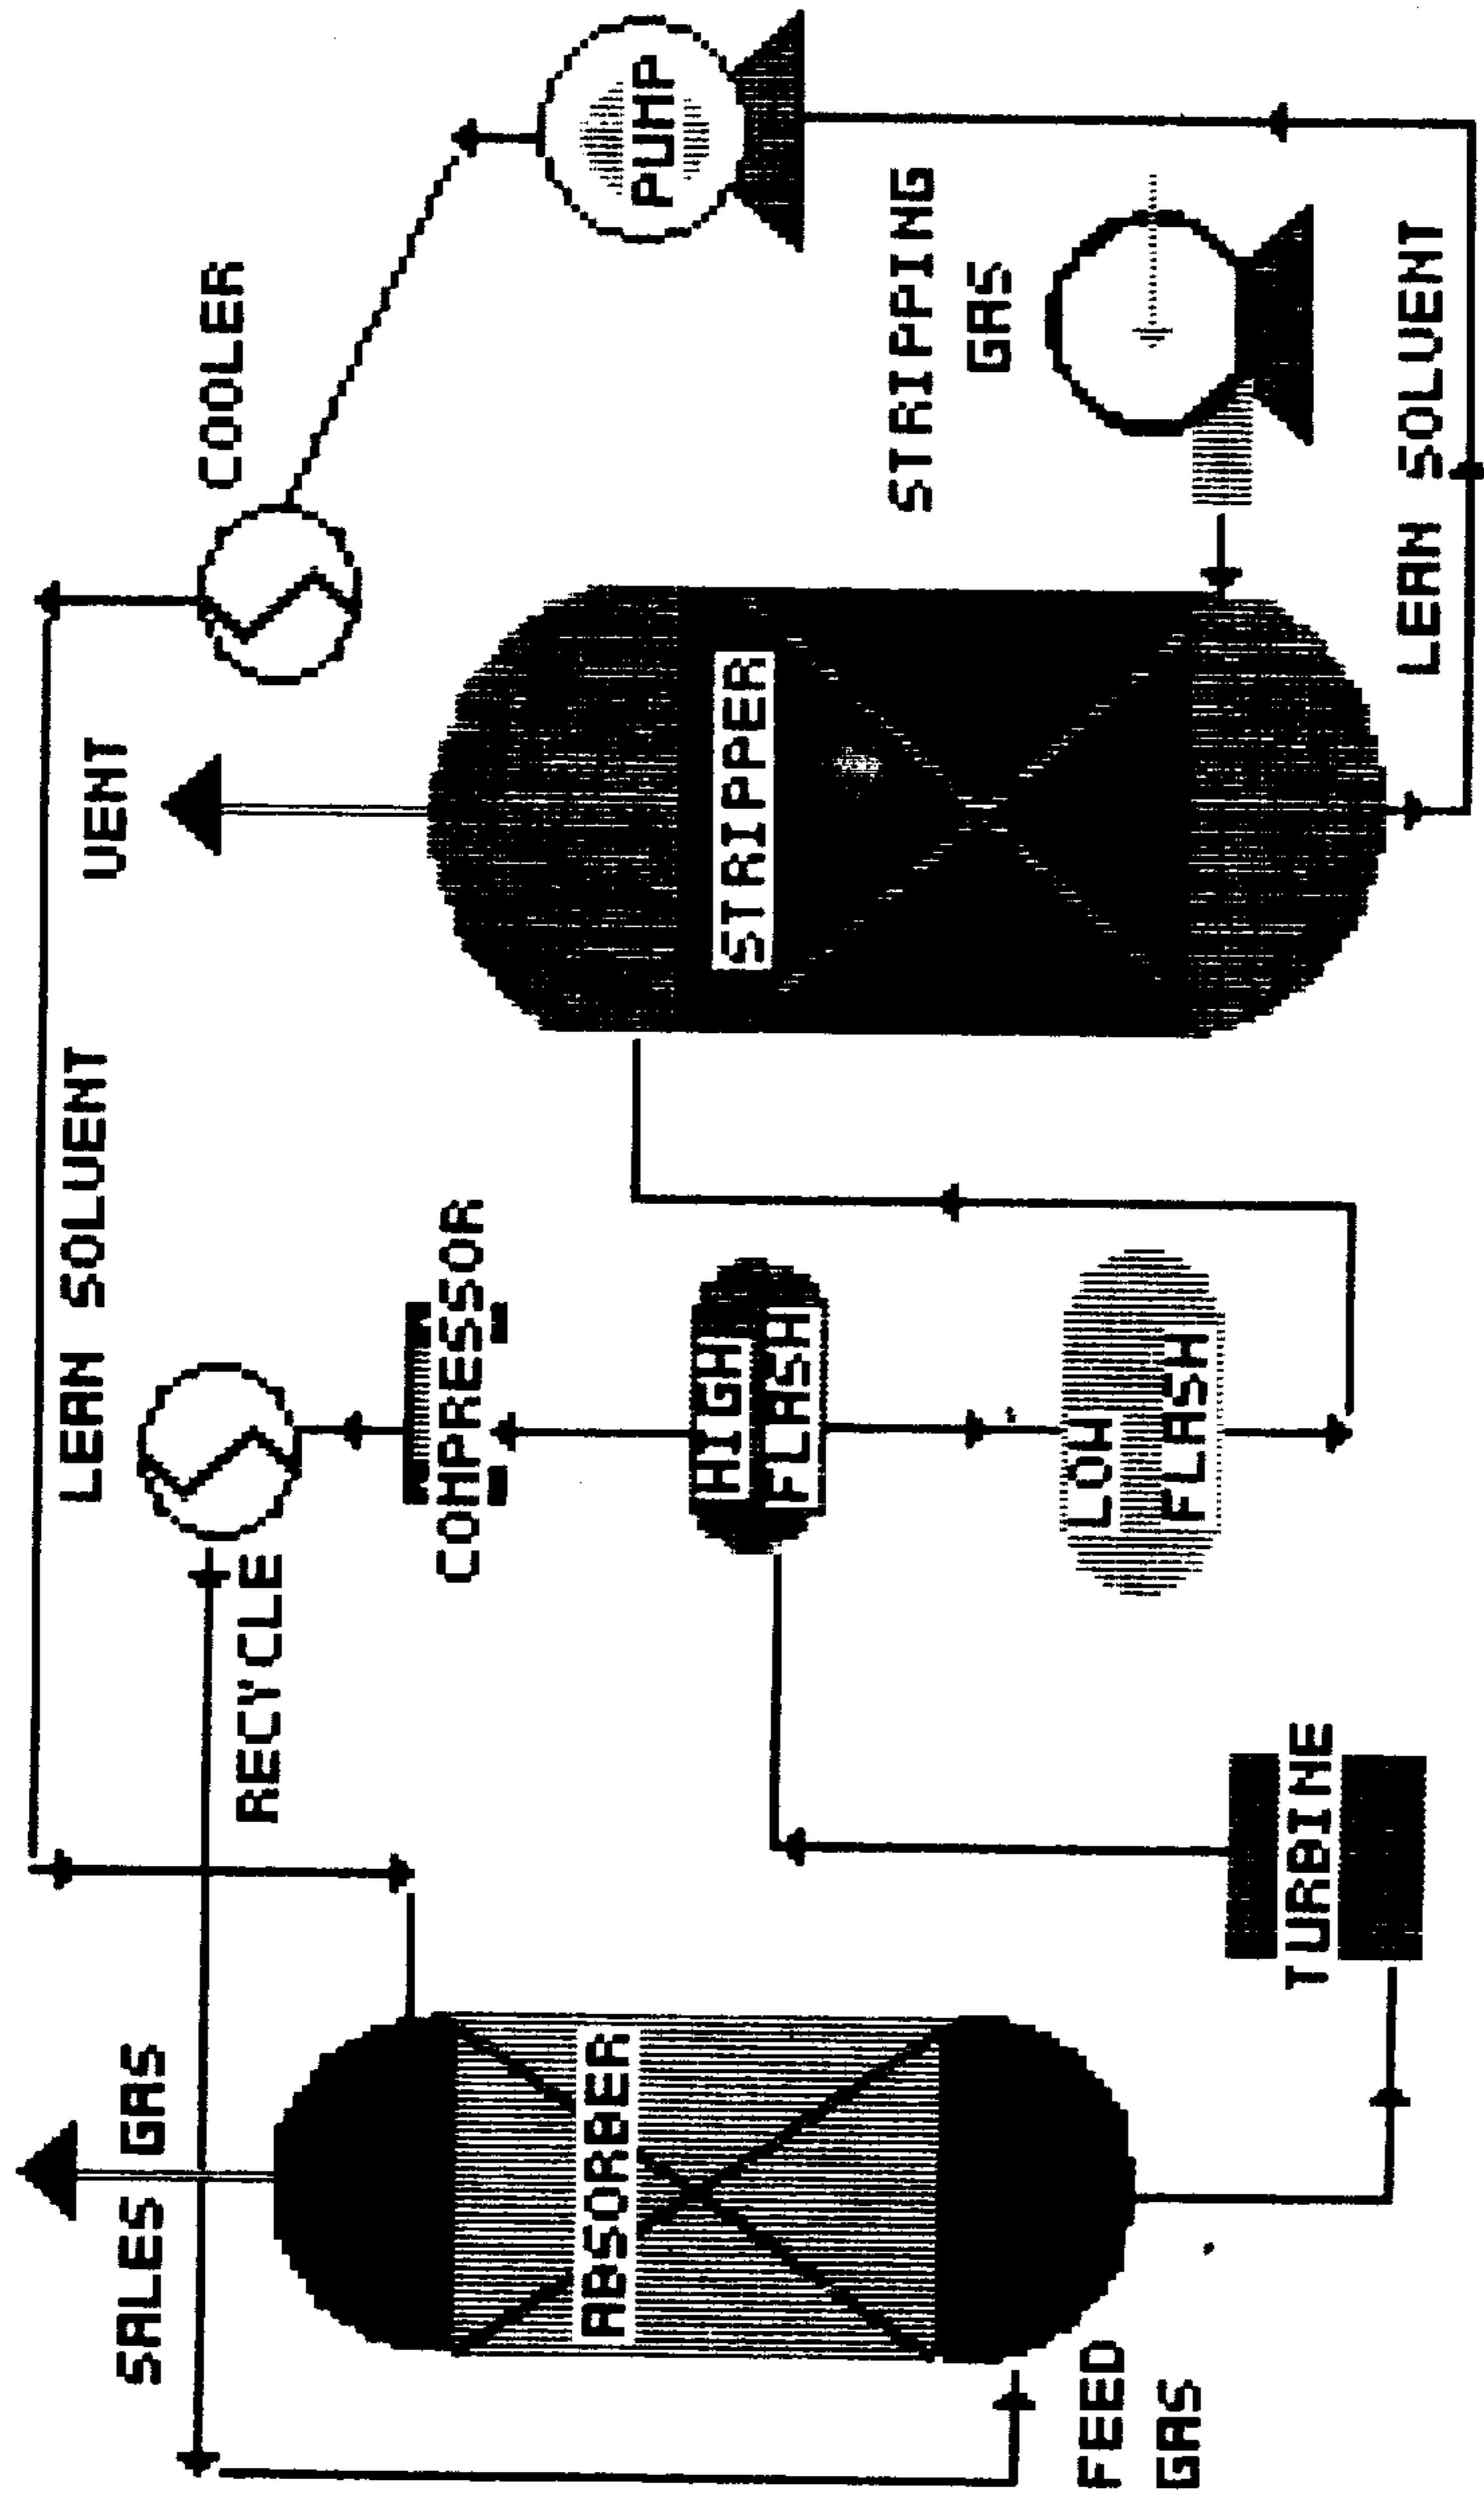 SALES GAS
LEAN SOLVENT
VENT
COOLER
RECYCLE
COMPRESSOR
PUMP
ABSORBER
HIGH
FLASH
STRIPPER
STRIPPING
GAS
LOW
FLASH
FEED
GAS
TURBINE
LEAN SOLVENT